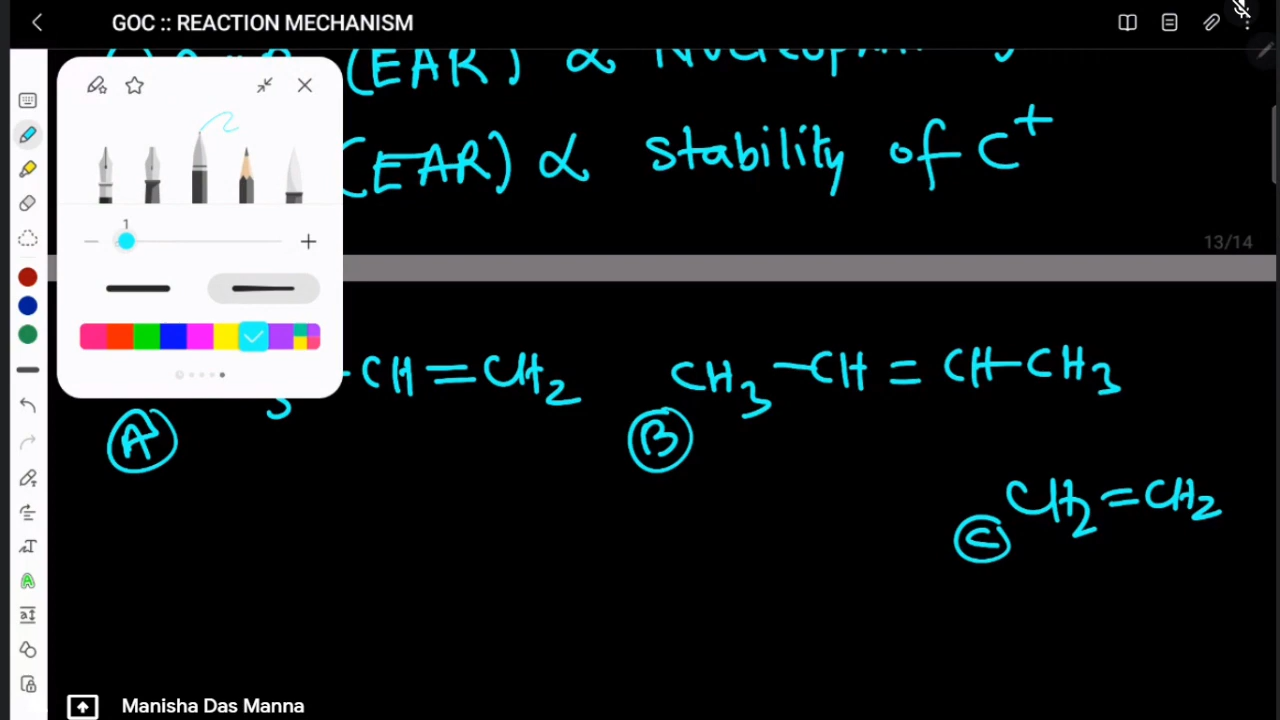 GOC :: REACTION MECHANISM
(EAR) ∝
(EAR) ∝ stability of C⁺
13/14
1
3 -CH=CH₂
CH₃-CH=CH-CH₃
A
B
CH₂=CH₂
C
Manisha Das Manna